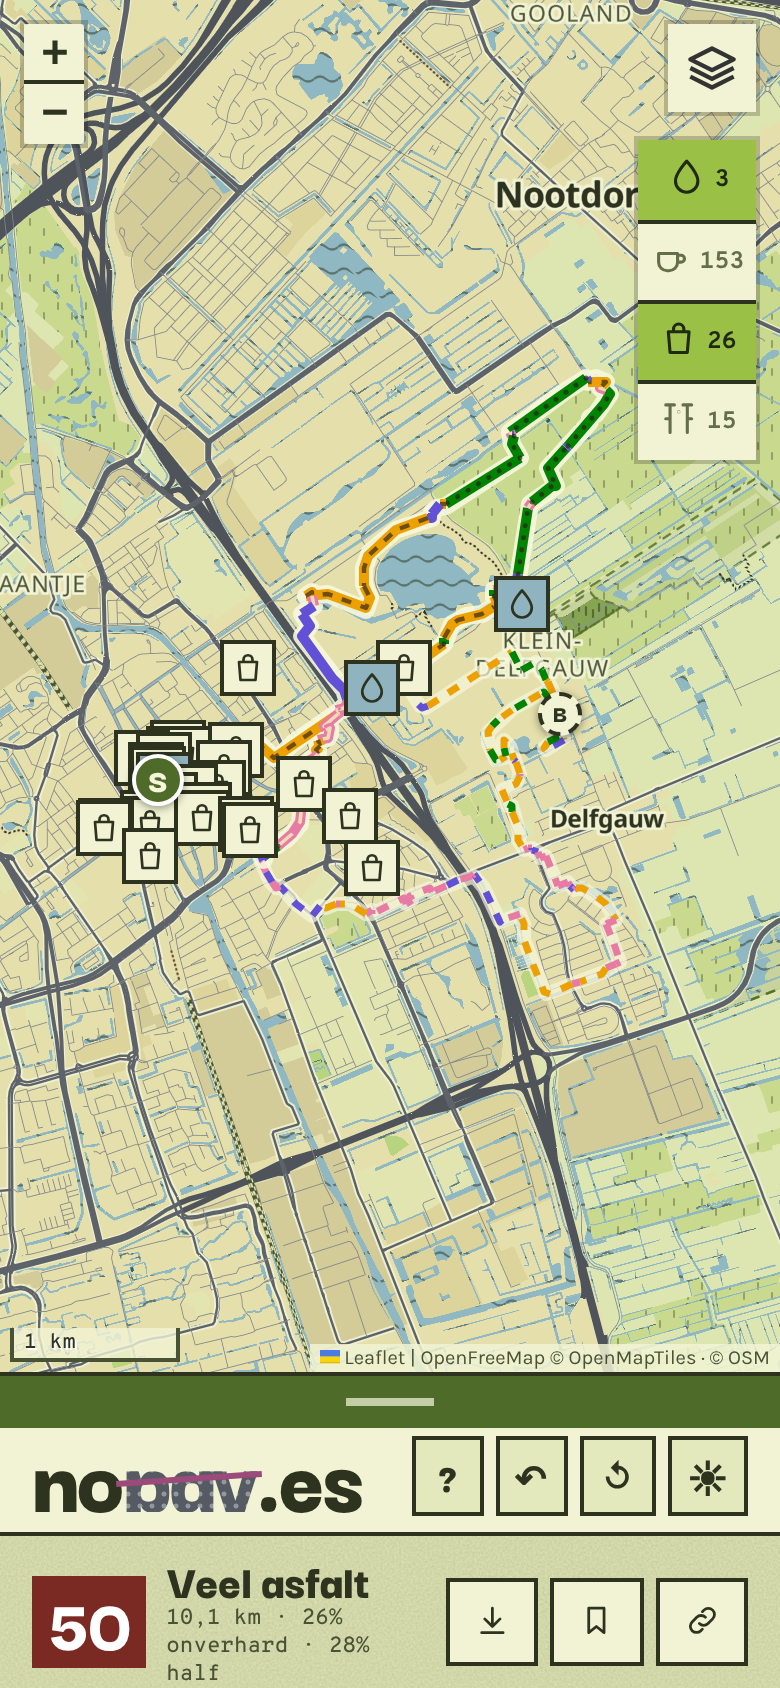 GOOLAND
+
−
3
Nootdor
153
26
15
AANTJE
KLEIN-
DELFGAUW
B
S
Delfgauw
1 km
Leaflet | OpenFreeMap © OpenMapTiles · © OSM
nopav.es
?
50
Veel asfalt
10,1 km · 26%
onverhard · 28%
half